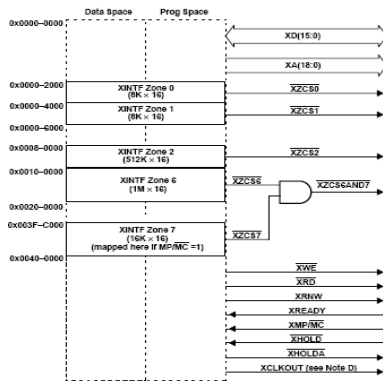 Data Space Prog Space
0x0000–0000
XD(15:0)
XA(18:0)
0x0000–2000
XINTF Zone 0
(8K × 16)
XZCS0
0x0000–4000
XINTF Zone 1
(8K × 16)
XZCS1
0x0000–6000
0x0008–0000
XINTF Zone 2
(512K × 16)
XZCS2
0x0010–0000
XINTF Zone 6
(1M × 16)
XZCS6
XZCS6AND7
0x0020–0000
0x003F–C000
XINTF Zone 7
(16K × 16)
(mapped here if MP/MC =1)
XZCS7
0x0040–0000
XWE
XRD
XRNW
XREADY
XMP/MC
XHOLD
XHOLDA
XCLKOUT (see Note D)